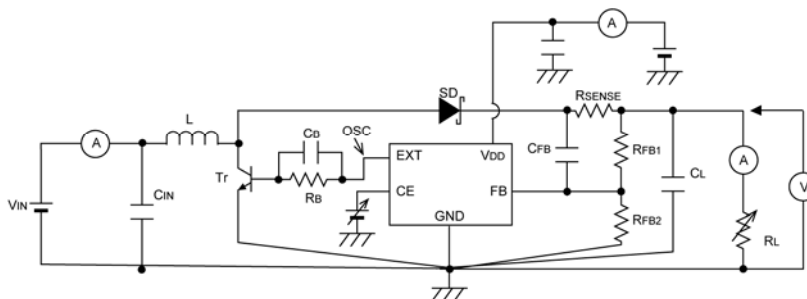 A
SD
RSENSE
L
OSC
CD
A
EXT
VDD
CFB
RFB1
CL
A
V
Tr
RB
CE
FB
VIN
CIN
GND
RFB2
RL